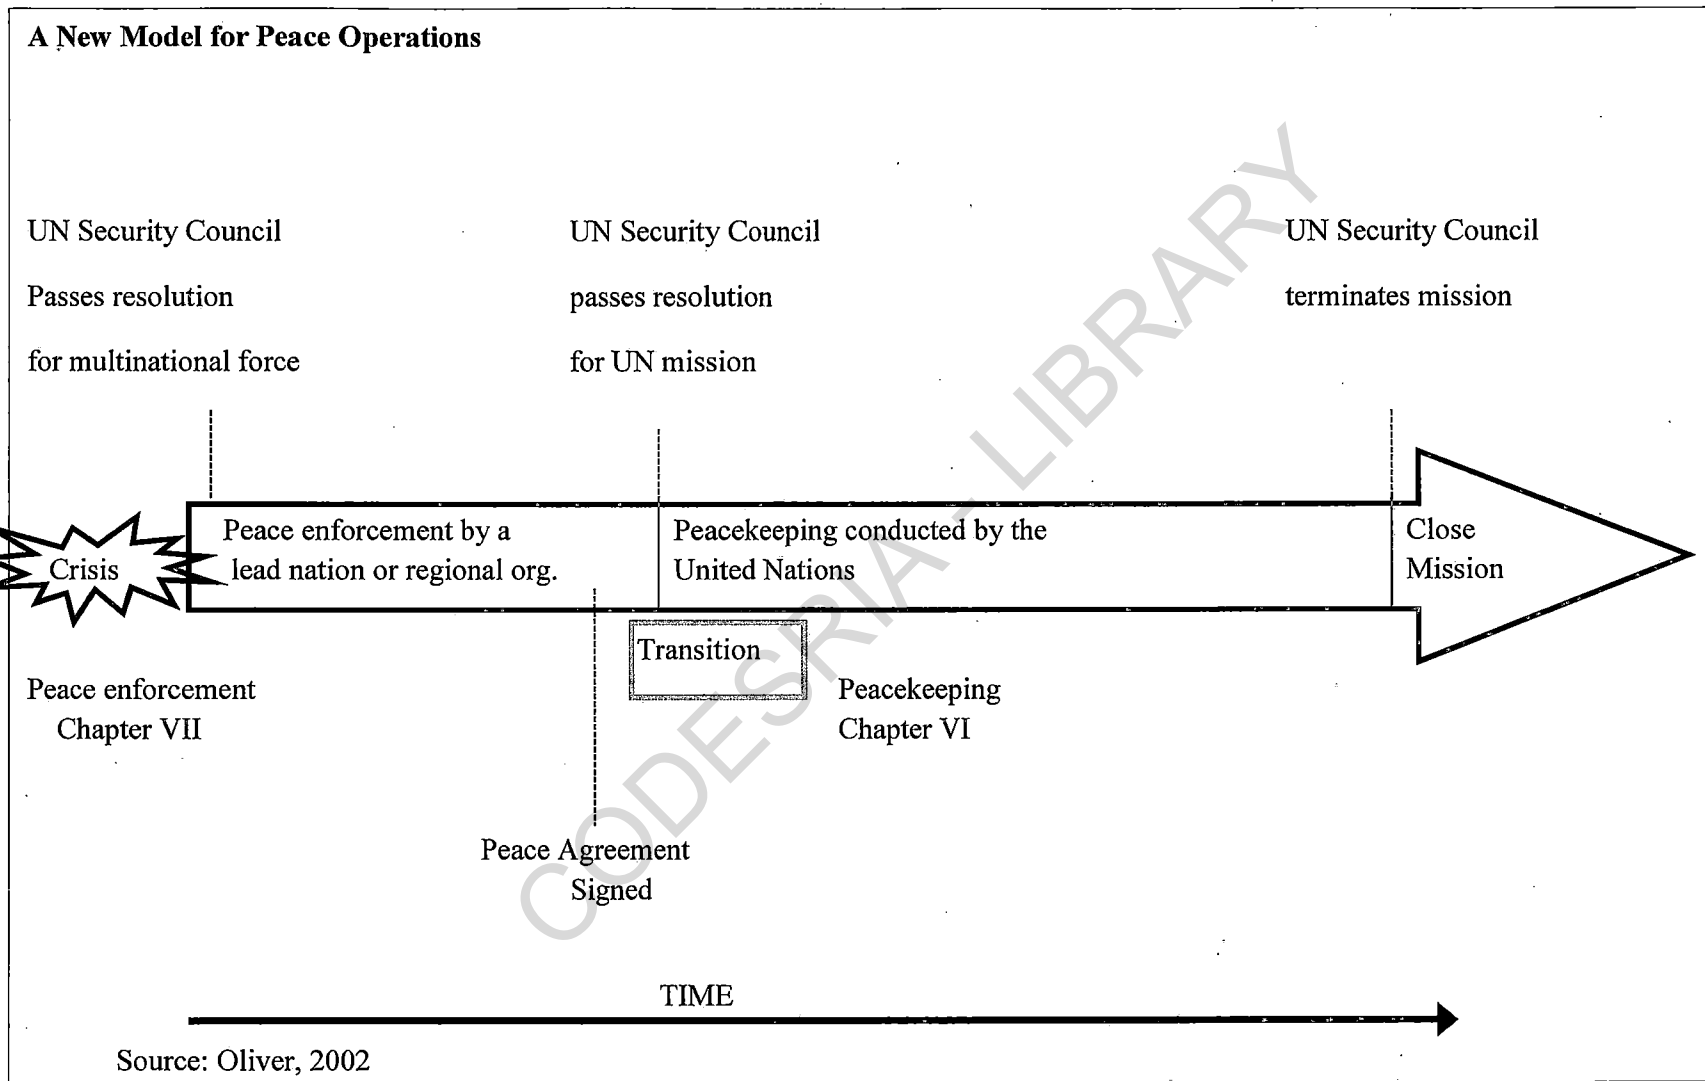 A New Model for Peace Operations
UN Security Council
Passes resolution
for multinational force
UN Security Council
passes resolution
for UN mission
UN Security Council
terminates mission
Crisis
Peace enforcement by a
lead nation or regional org.
Peacekeeping conducted by the
United Nations
Close
Mission
Transition
Peace enforcement
Chapter VII
Peacekeeping
Chapter VI
Peace Agreement
Signed
TIME
Source: Oliver, 2002
CODESRIA - LIBRARY